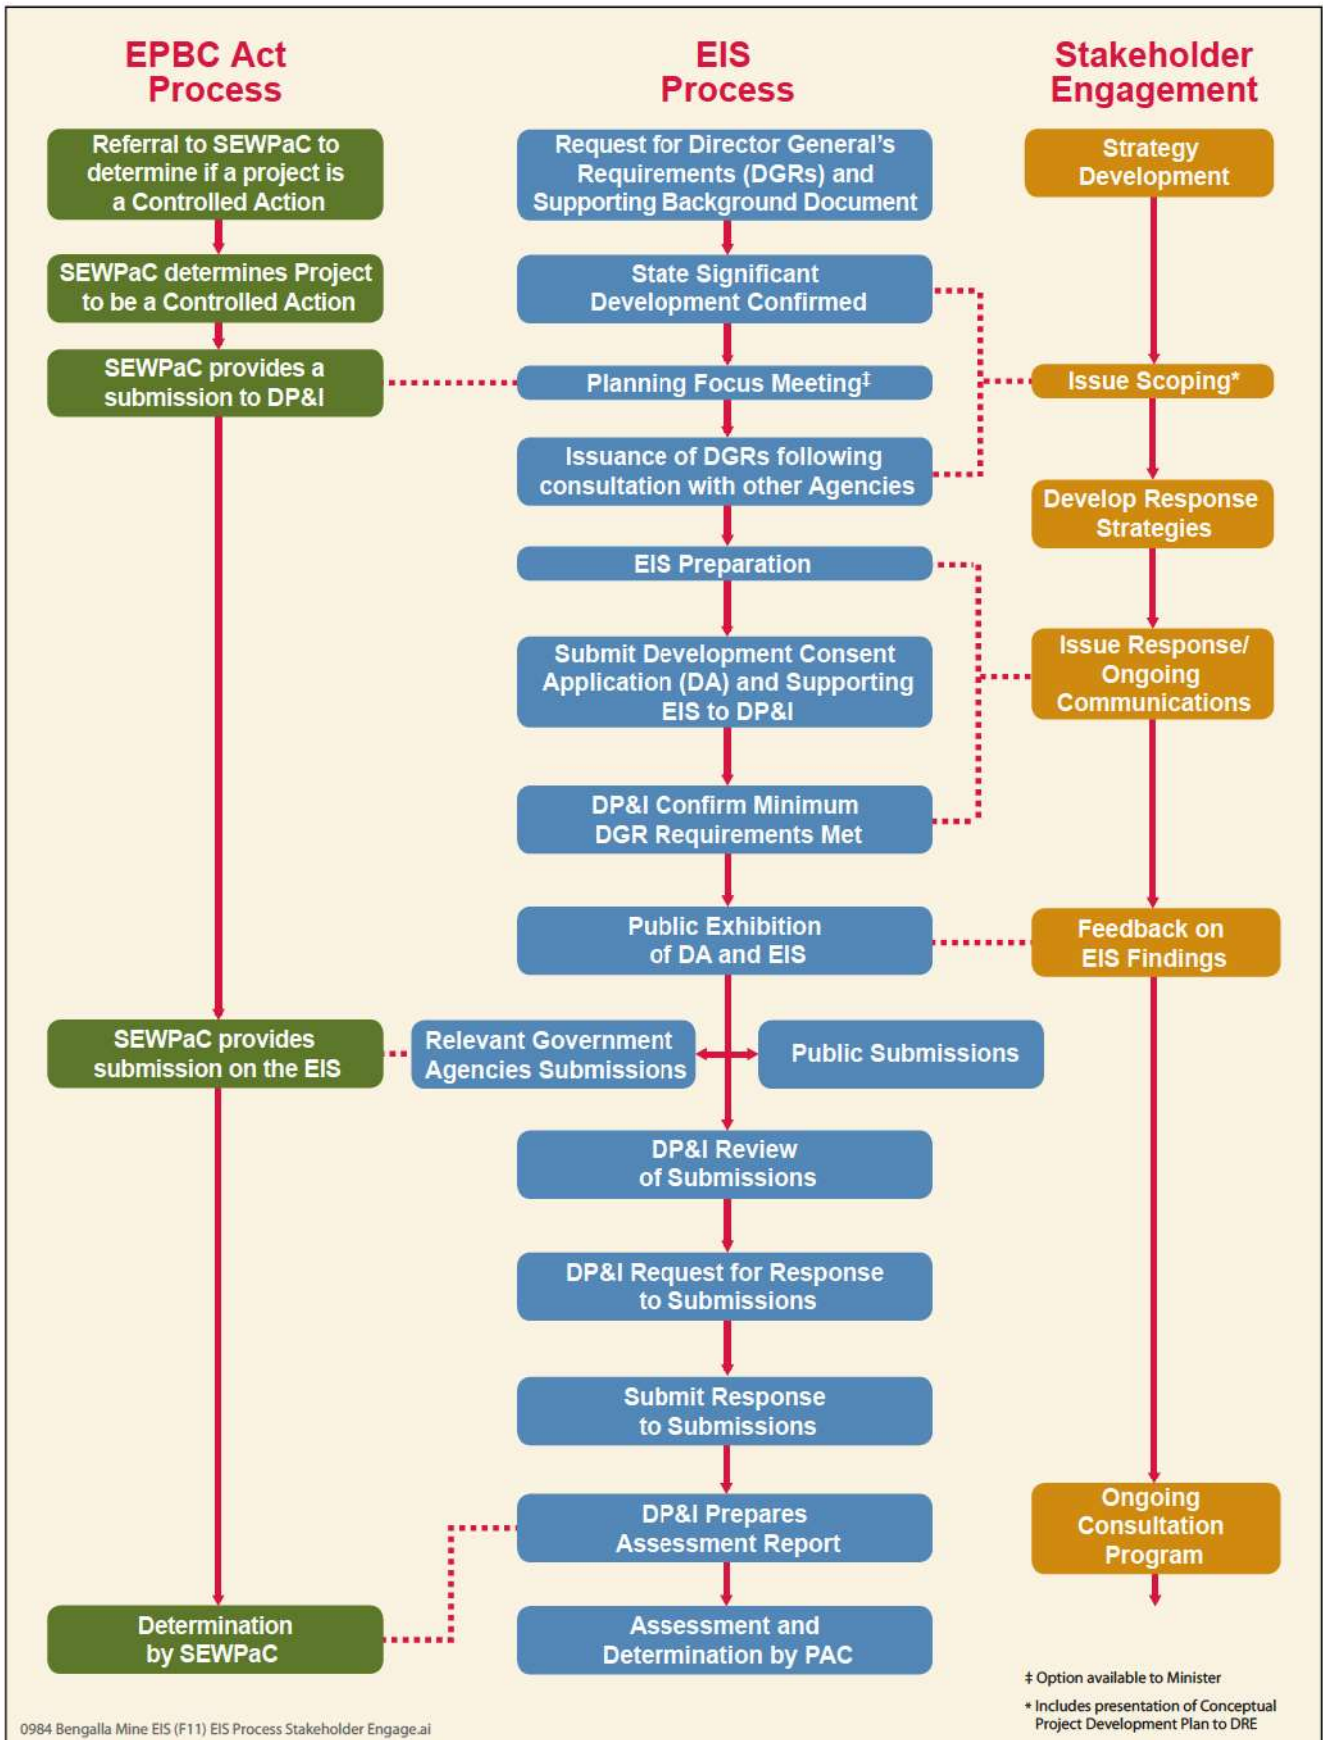 EPBC Act
Process
EIS
Process
Stakeholder
Engagement
Referral to SEWPaC to
determine if a project is
a Controlled Action
SEWPaC determines Project
to be a Controlled Action
SEWPaC provides a
submission to DP&I
SEWPaC provides
submission on the EIS
Determination
by SEWPaC
Request for Director General's
Requirements (DGRs) and
Supporting Background Document
State Significant
Development Confirmed
Planning Focus Meeting‡
Issuance of DGRs following
consultation with other Agencies
EIS Preparation
Submit Development Consent
Application (DA) and Supporting
EIS to DP&I
DP&I Confirm Minimum
DGR Requirements Met
Public Exhibition
of DA and EIS
Relevant Government
Agencies Submissions
Public Submissions
DP&I Review
of Submissions
DP&I Request for Response
to Submissions
Submit Response
to Submissions
DP&I Prepares
Assessment Report
Assessment and
Determination by PAC
Strategy
Development
Issue Scoping*
Develop Response
Strategies
Issue Response/
Ongoing
Communications
Feedback on
EIS Findings
Ongoing
Consultation
Program
‡ Option available to Minister
* Includes presentation of Conceptual
Project Development Plan to DRE
0984 Bengalla Mine EIS (F11) EIS Process Stakeholder Engage.ai